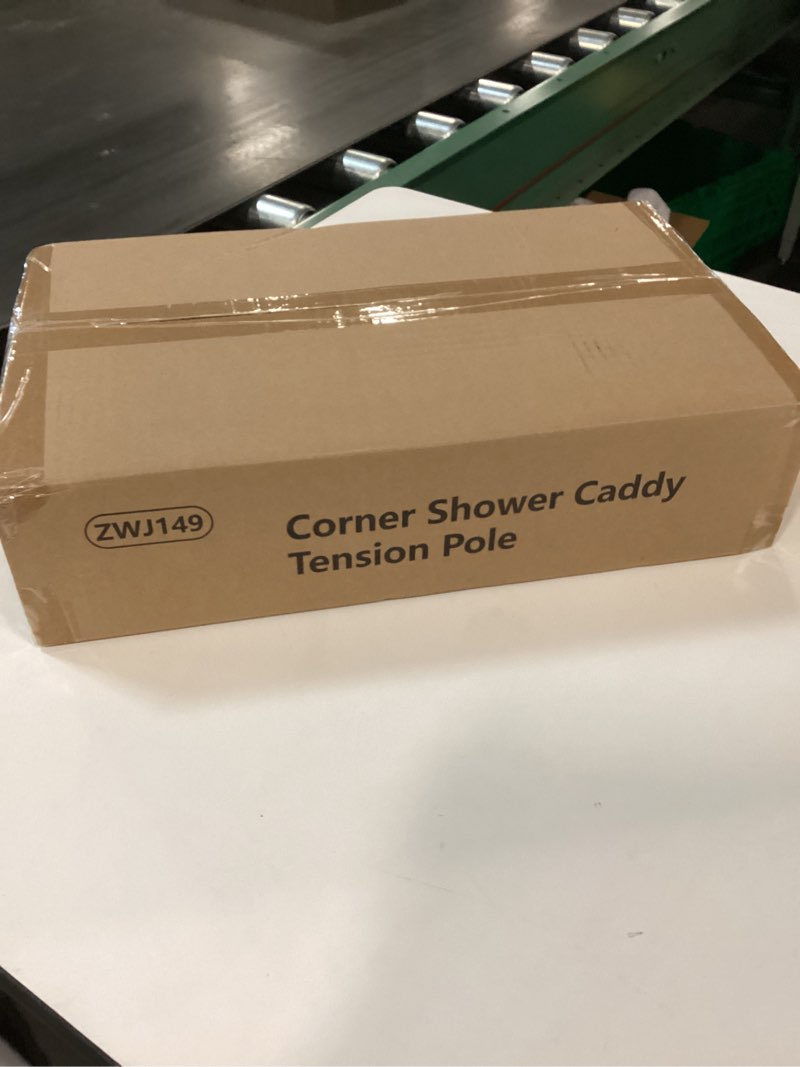 ZWJ149
Corner Shower Caddy
Tension Pole